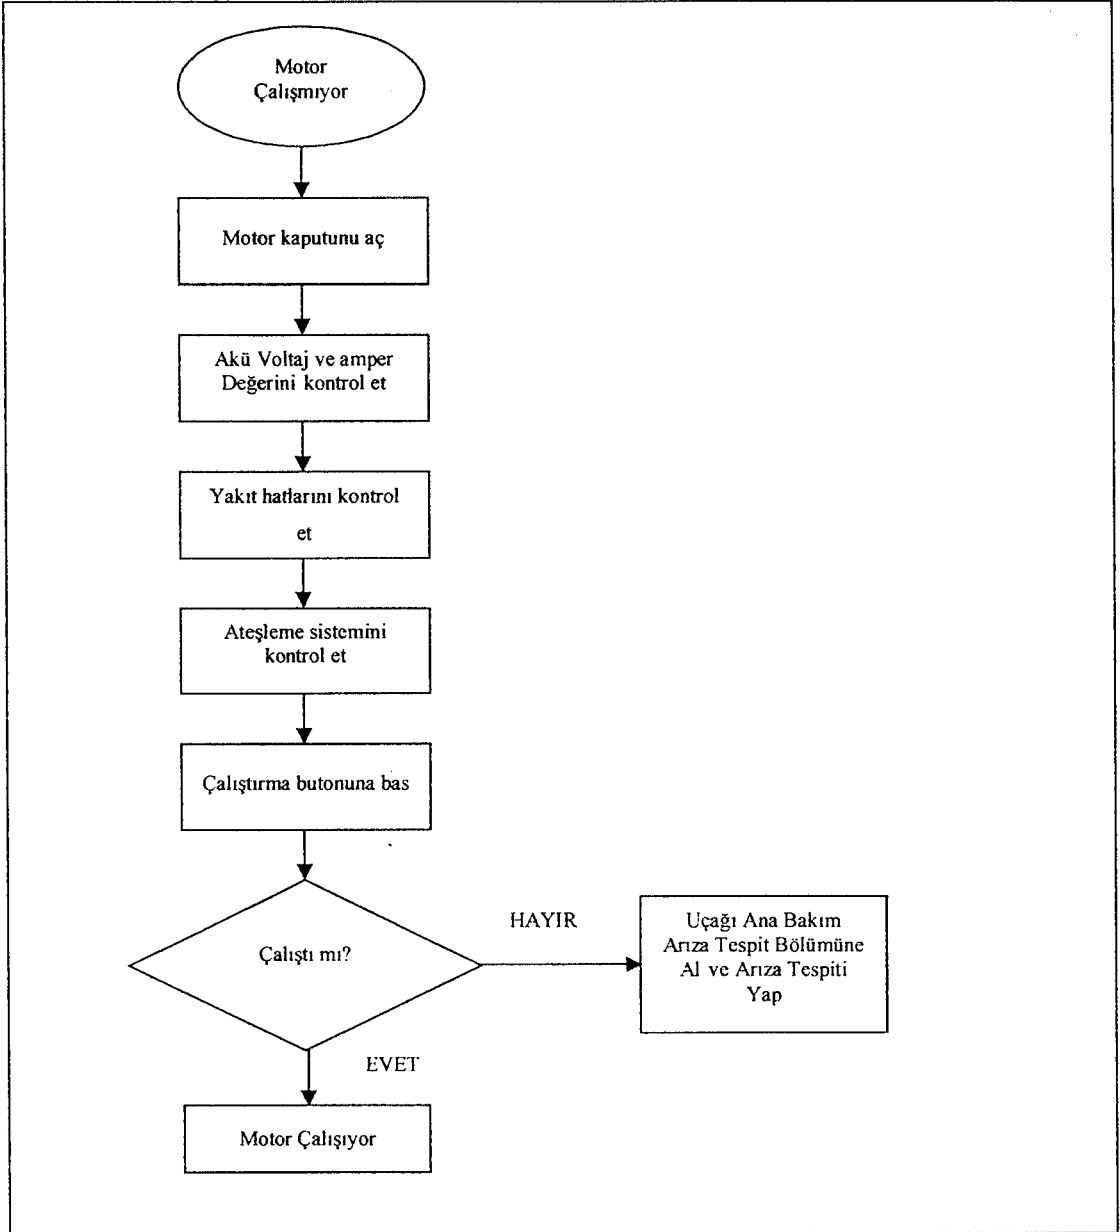 Motor
Çalışmıyor
Motor kaputunu aç
Akü Voltaj ve amper
Değerini kontrol et
Yakıt hatlarını kontrol
et
Ateşleme sistemini
kontrol et
Çalıştırma butonuna bas
Çalıştı mı?
HAYIR
Uçağı Ana Bakım
Arıza Tespit Bölümüne
Al ve Arıza Tespiti
Yap
EVET
Motor Çalışıyor